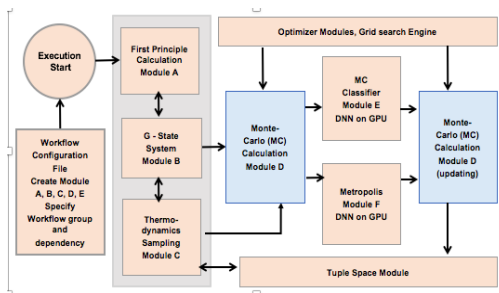 Execution
Start
Workflow
Configuration
File
Create Module
A, B, C, D, E
Specify
Workflow group
and
dependency
First Principle
Calculation
Module A
G - State
System
Module B
Thermo-
dynamics
Sampling
Module C
Optimizer Modules, Grid search Engine
Monte-
Carlo (MC)
Calculation
Module D
MC
Classifier
Module E
DNN on GPU
Metropolis
Module F
DNN on GPU
Monte-
Carlo (MC)
Calculation
Module D
(updating)
Tuple Space Module